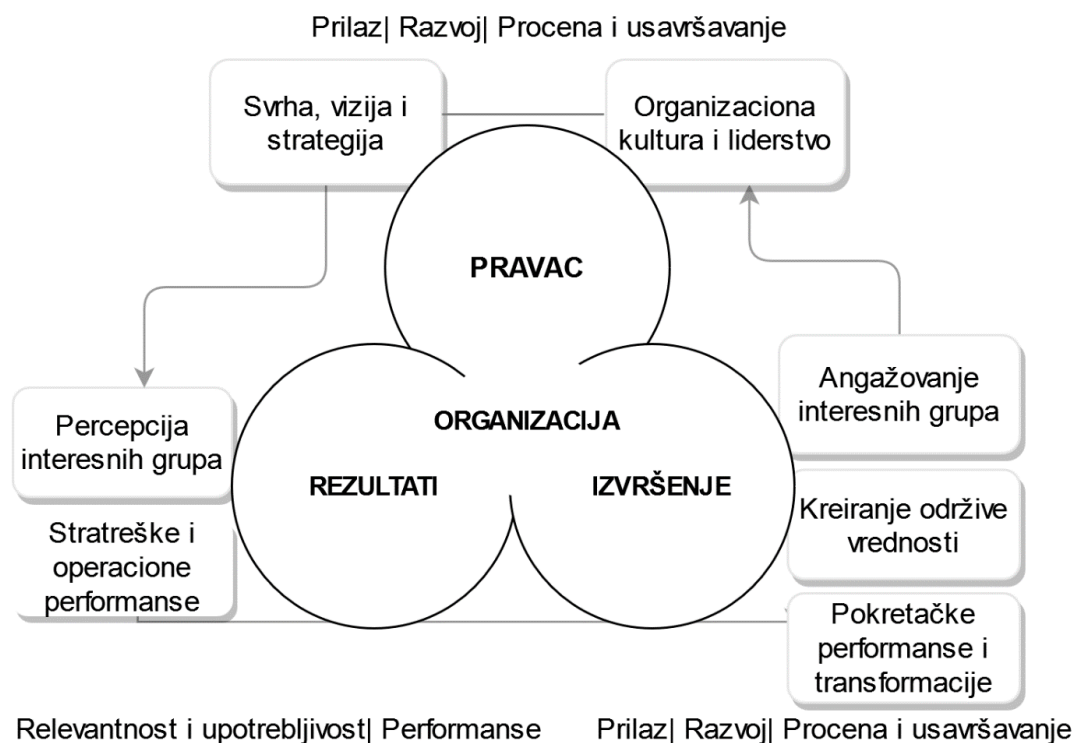 Prilaz| Razvoj| Procena i usavršavanje
Svrha, vizija i
strategija
Organizaciona
kultura i liderstvo
PRAVAC
Angažovanje
interesnih grupa
Percepcija
interesnih grupa
ORGANIZACIJA
REZULTATI
IZVRŠENJE
Kreiranje održive
vrednosti
Stratreške i
operacione
performanse
Pokretačke
performanse i
transformacije
Relevantnost i upotrebljivost| Performanse
Prilaz| Razvoj| Procena i usavršavanje